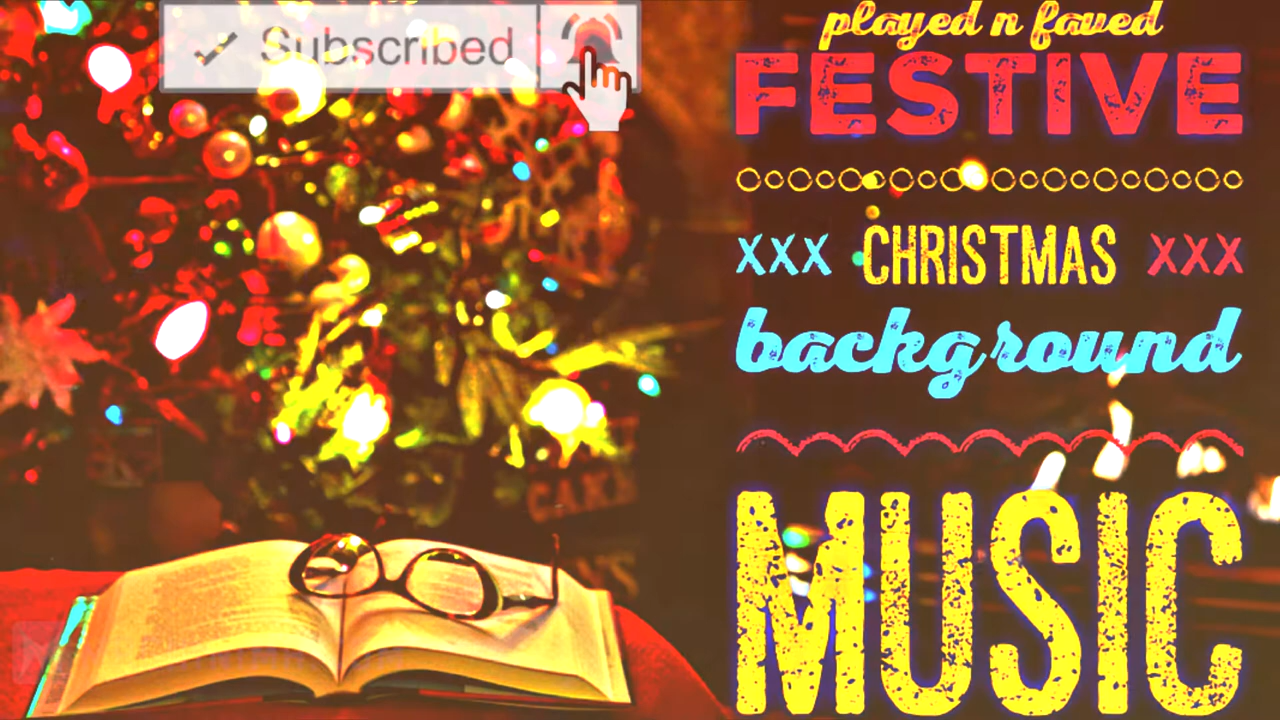 Subscribed
played n faved
FESTIVE
XXX CHRISTMAS XXX
background
MUSIC